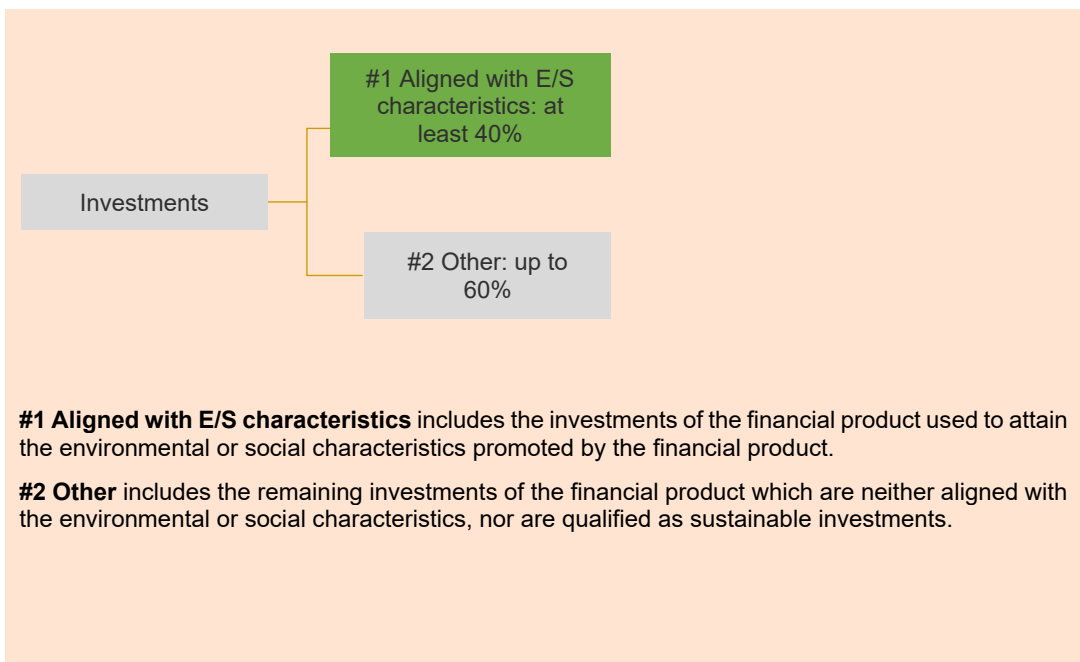 #1 Aligned with E/S
characteristics: at
least 40%
Investments
#2 Other: up to
60%
#1 Aligned with E/S characteristics includes the investments of the financial product used to attain
the environmental or social characteristics promoted by the financial product.
#2 Other includes the remaining investments of the financial product which are neither aligned with
the environmental or social characteristics, nor are qualified as sustainable investments.